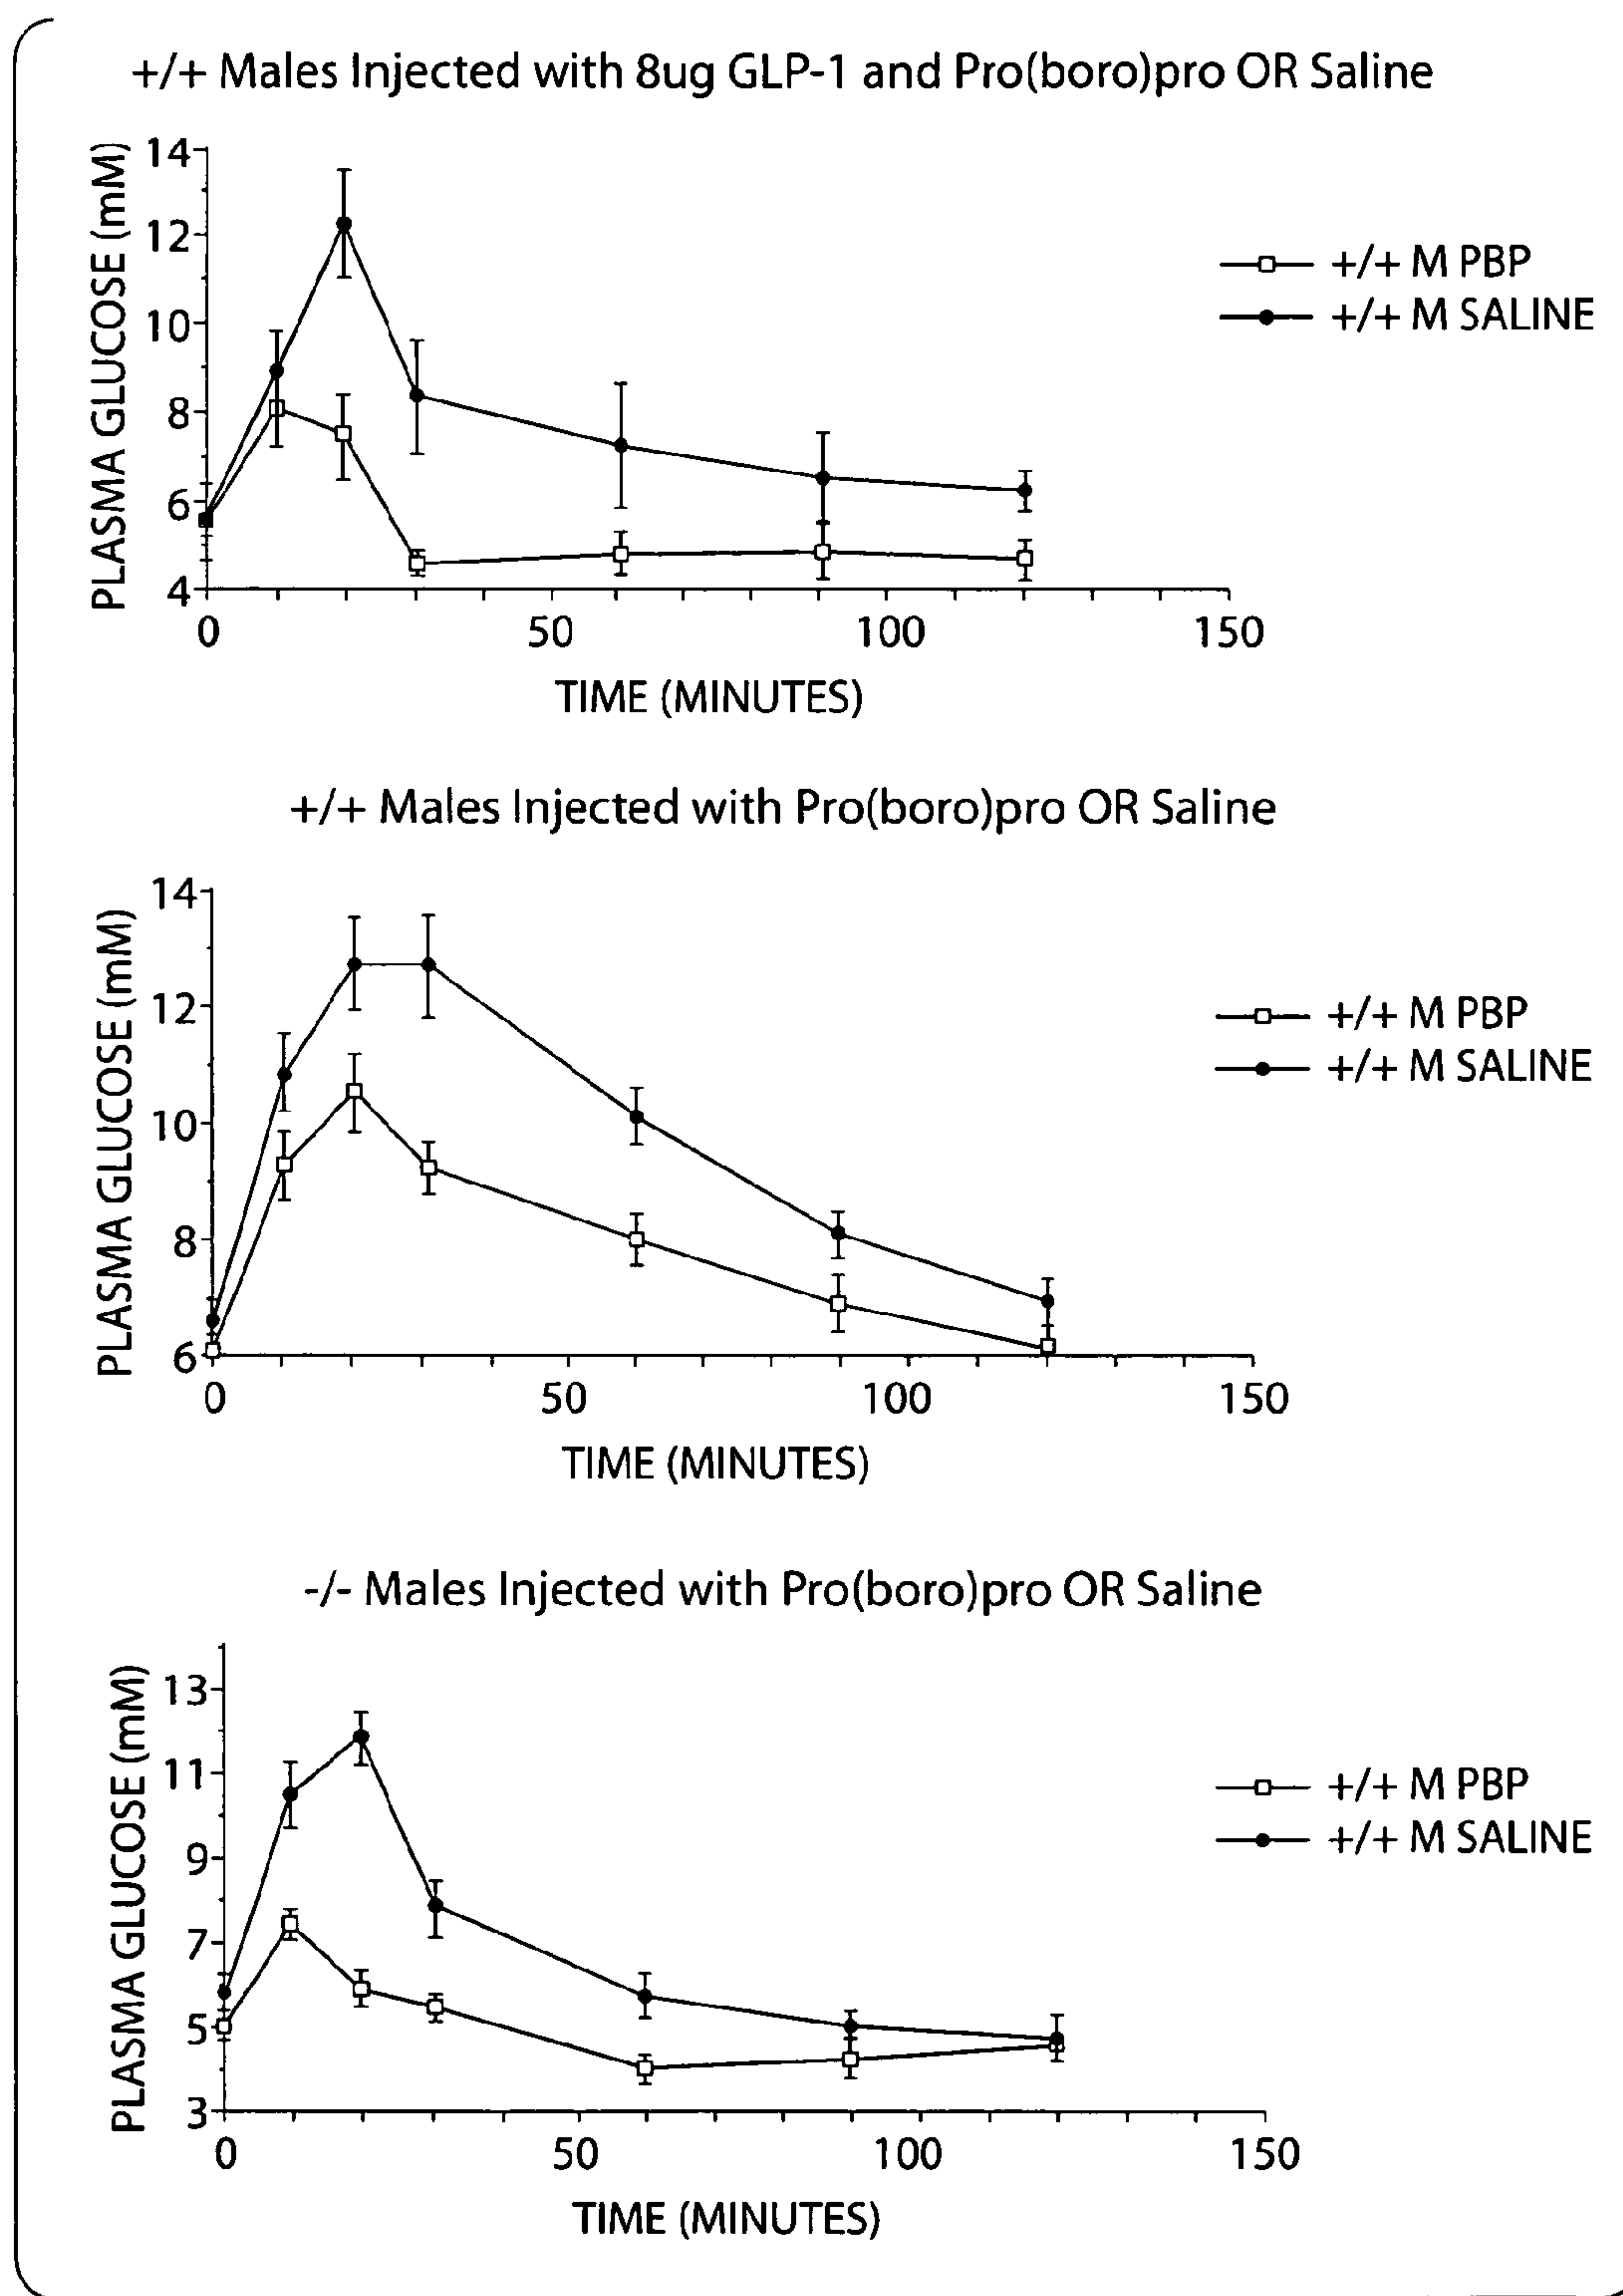 +/+ Males Injected with 8ug GLP-1 and Pro(boro)pro OR Saline
PLASMA GLUCOSE (mM)
14
12
10
8
6
4
0 50 100 150
TIME (MINUTES)
+/+ M PBP
+/+ M SALINE
+/+ Males Injected with Pro(boro)pro OR Saline
PLASMA GLUCOSE (mM)
14
12
10
8
6
0 50 100 150
TIME (MINUTES)
+/+ M PBP
+/+ M SALINE
-/- Males Injected with Pro(boro)pro OR Saline
PLASMA GLUCOSE (mM)
13
11
9
7
5
3
0 50 100 150
TIME (MINUTES)
+/+ M PBP
+/+ M SALINE